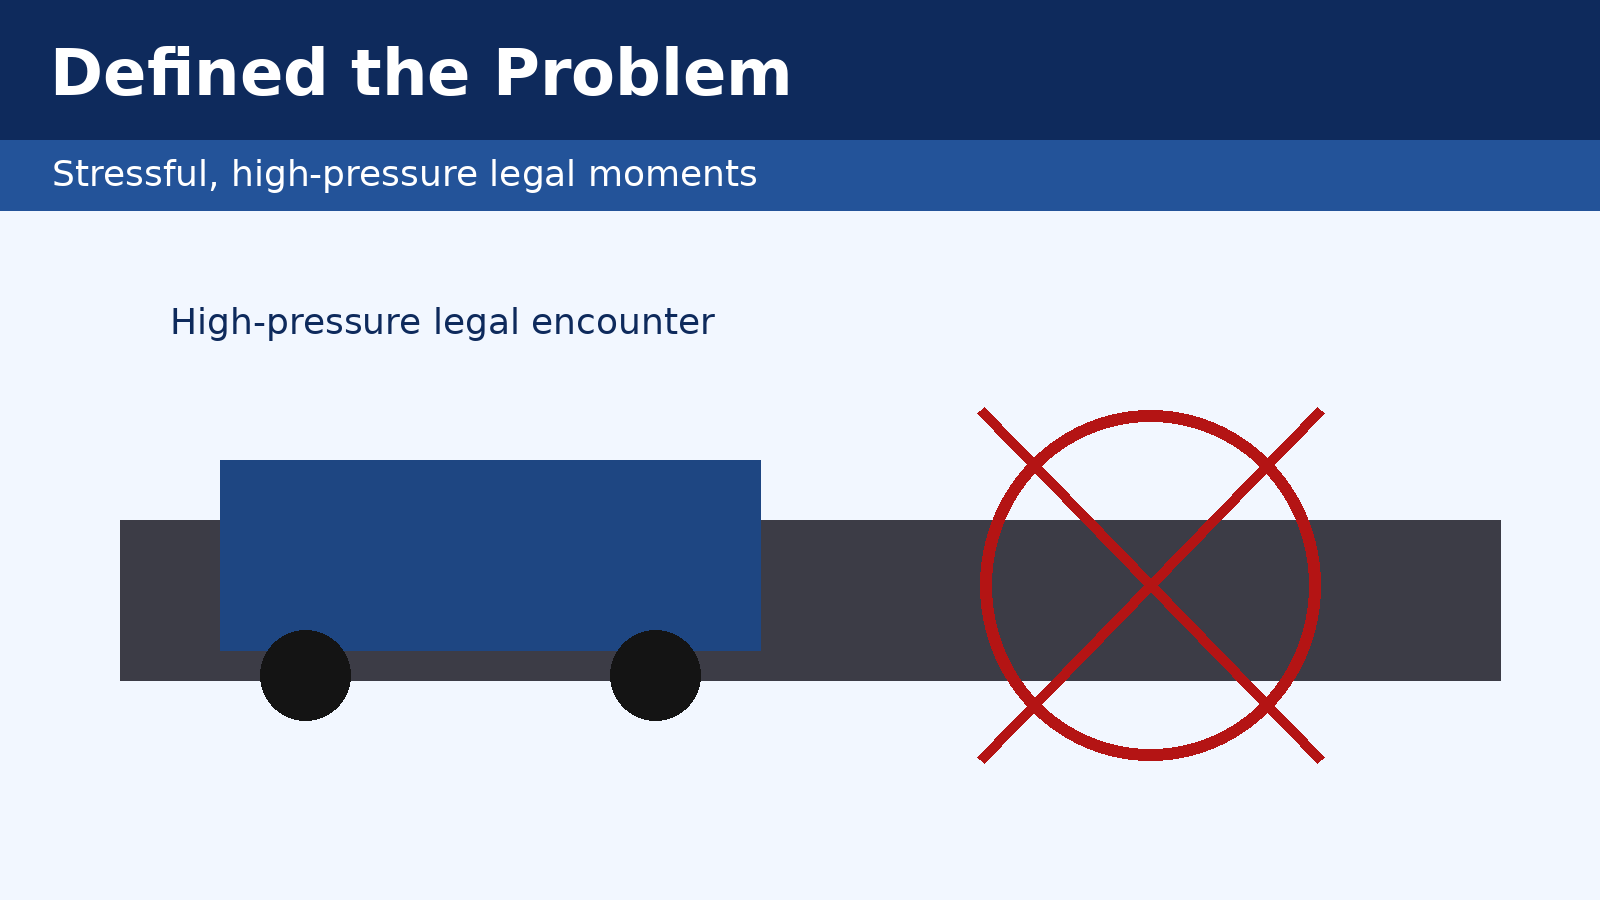 Defined the Problem
Stressful, high-pressure legal moments
High-pressure legal encounter